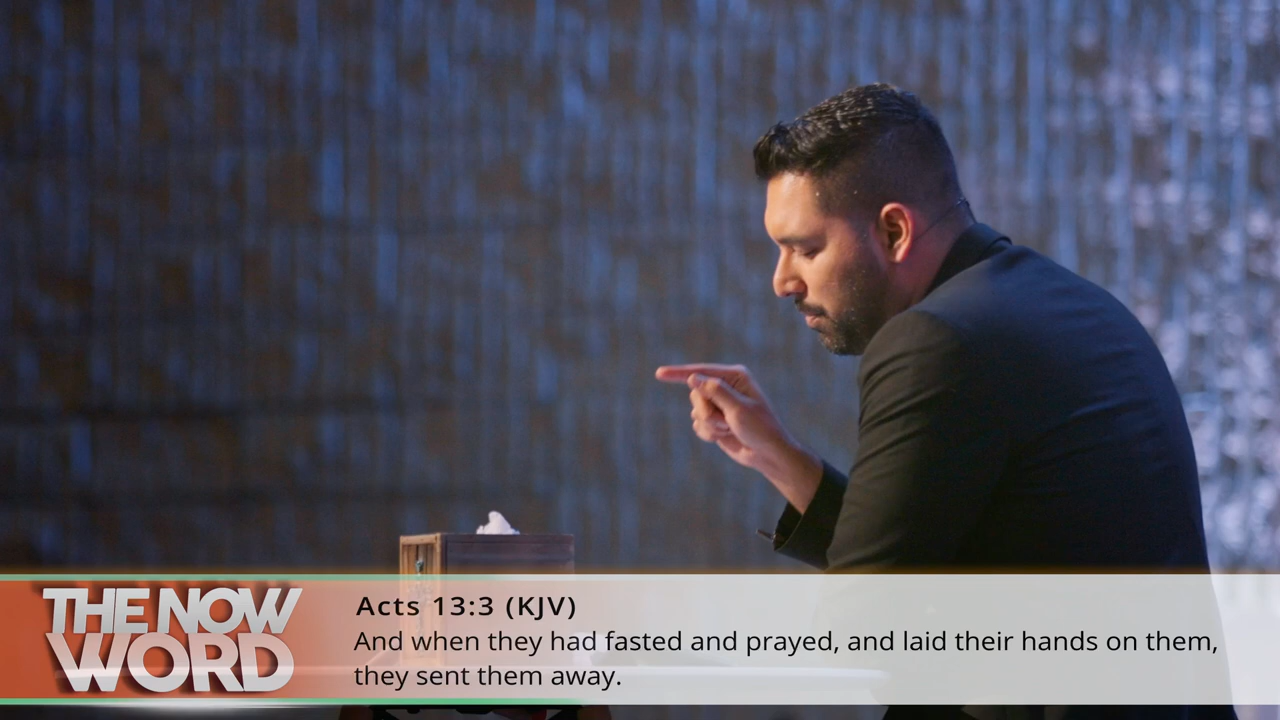 THE NOW
WORD
Acts 13:3 (KJV)
And when they had fasted and prayed, and laid their hands on them,
they sent them away.